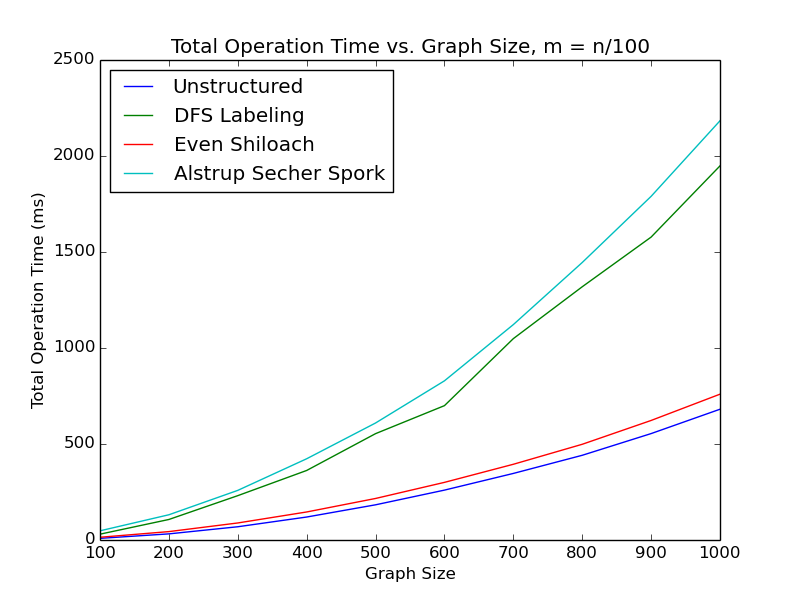 Total Operation Time vs. Graph Size, m = n/100
2500
2000
1500
1000
500
0
Total Operation Time (ms)
Unstructured
DFS Labeling
Even Shiloach
Alstrup Secher Spork
100 200 300 400 500 600 700 800 900 1000
Graph Size